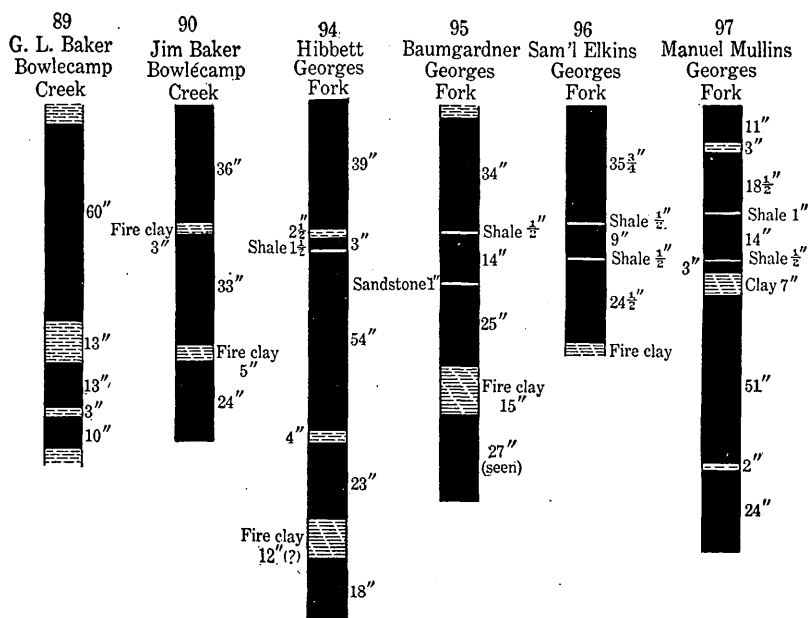 89
G. L. Baker
Bowlecamp
Creek
60"
13"
13"
3"
10"
90
Jim Baker
Bowlécamp
Creek
36"
Fire clay
3"
33"
Fire clay
5"
24"
94
Hibbett
Georges
Fork
39"
2½"
3"
Shale 1½
54"
4"
23"
Fire clay
12"(?)
18"
95
Baumgardner
Georges
Fork
34"
Shale ½"
14"
Sandstone 1"
25"
Fire clay
15"
27"
(seen)
96
Sam'l Elkins
Georges
Fork
35¾"
Shale ½"
9"
Shale ½"
24½"
Fire clay
97
Manuel Mullins
Georges
Fork
11"
3"
18½"
Shale 1"
14"
Shale ½"
3"
Clay 7"
51"
2"
24"